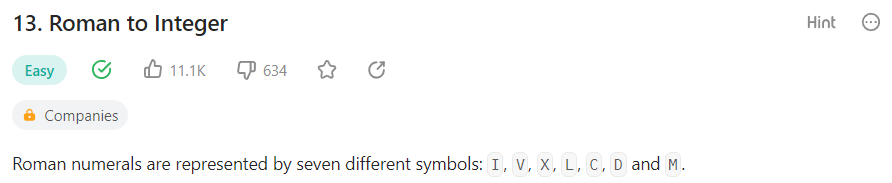 13. Roman to Integer Hint
Easy 11.1K 634
Companies
Roman numerals are represented by seven different symbols: I, V, X, L, C, D and M.